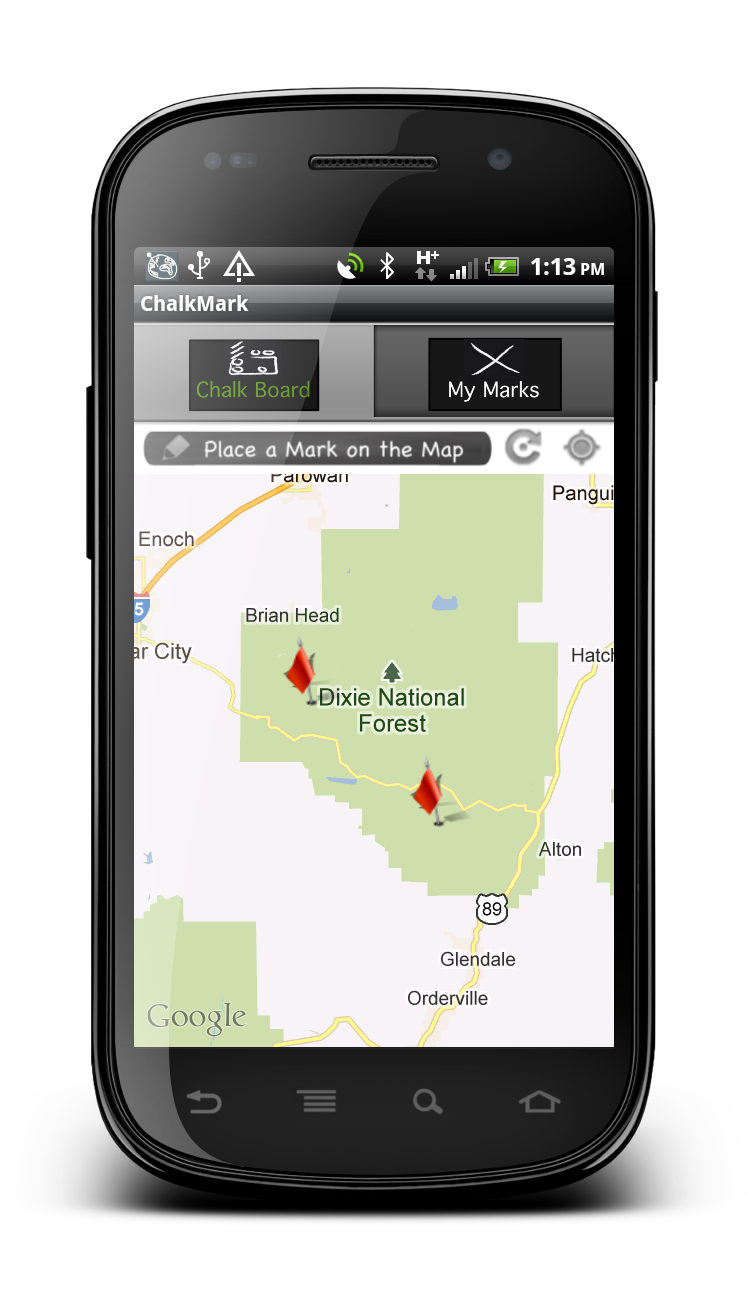 H+
1:13 PM
ChalkMark
Chalk Board
My Marks
Place a Mark on the Map
Parowan
Pangui
Enoch
5
Brian Head
ar City
Hatch
Dixie National
Forest
Alton
89
Glendale
Orderville
Google